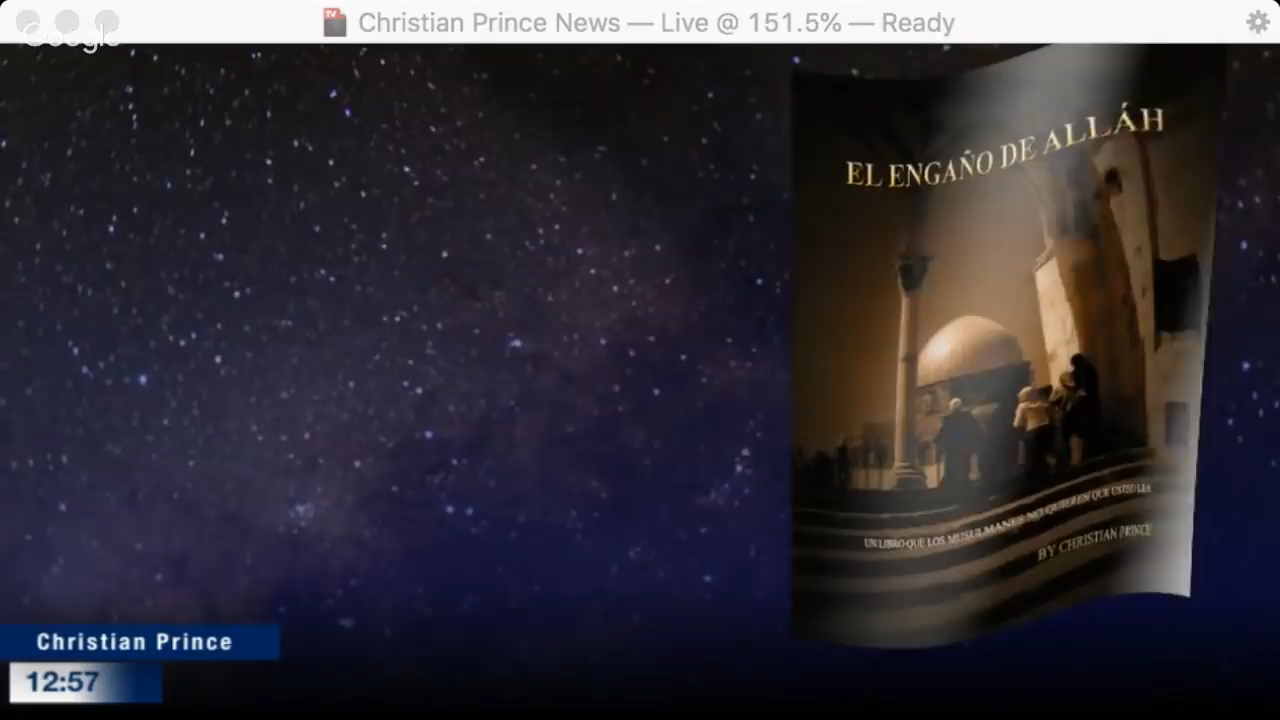 Christian Prince News — Live @ 151.5% — Ready
Google
EL ENGAÑO DE ALLÁH
UN LIBRO QUE LOS MUSULMANES NO QUIEREN QUE USTED LEA
BY CHRISTIAN PRINCE
Christian Prince
12:57